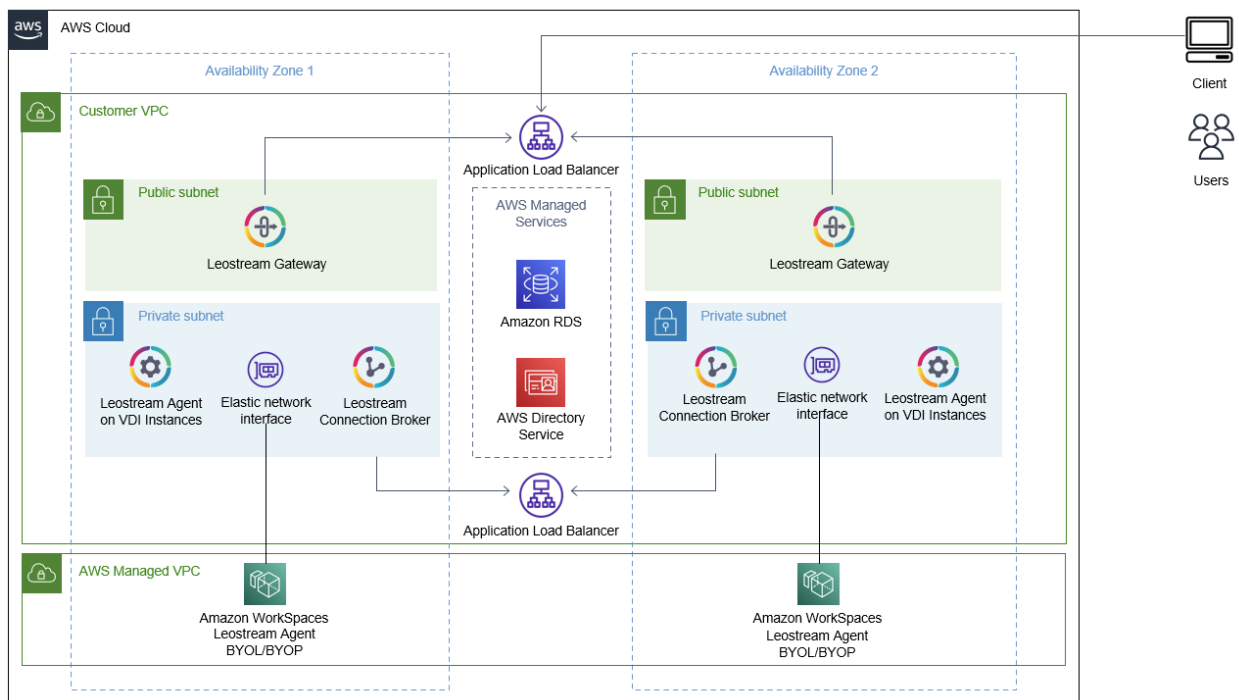 aws
AWS Cloud
Client
Users
Availability Zone 1
Availability Zone 2
Customer VPC
Application Load Balancer
Public subnet
Leostream Gateway
AWS Managed
Services
Amazon RDS
AWS Directory
Service
Public subnet
Leostream Gateway
Private subnet
Leostream Agent
on VDI Instances
Elastic network
interface
Leostream
Connection Broker
Private subnet
Leostream
Connection Broker
Elastic network
interface
Leostream Agent
on VDI Instances
Application Load Balancer
AWS Managed VPC
Amazon WorkSpaces
Leostream Agent
BYOL/BYOP
Amazon WorkSpaces
Leostream Agent
BYOL/BYOP